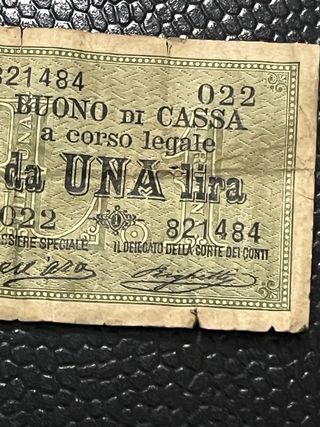 821484 022
BUONO DI CASSA
a corso legale
da UNA lira
022 821484
SIERE SPECIALE IL DELEGATO DELLA CORTE DEI CONTI